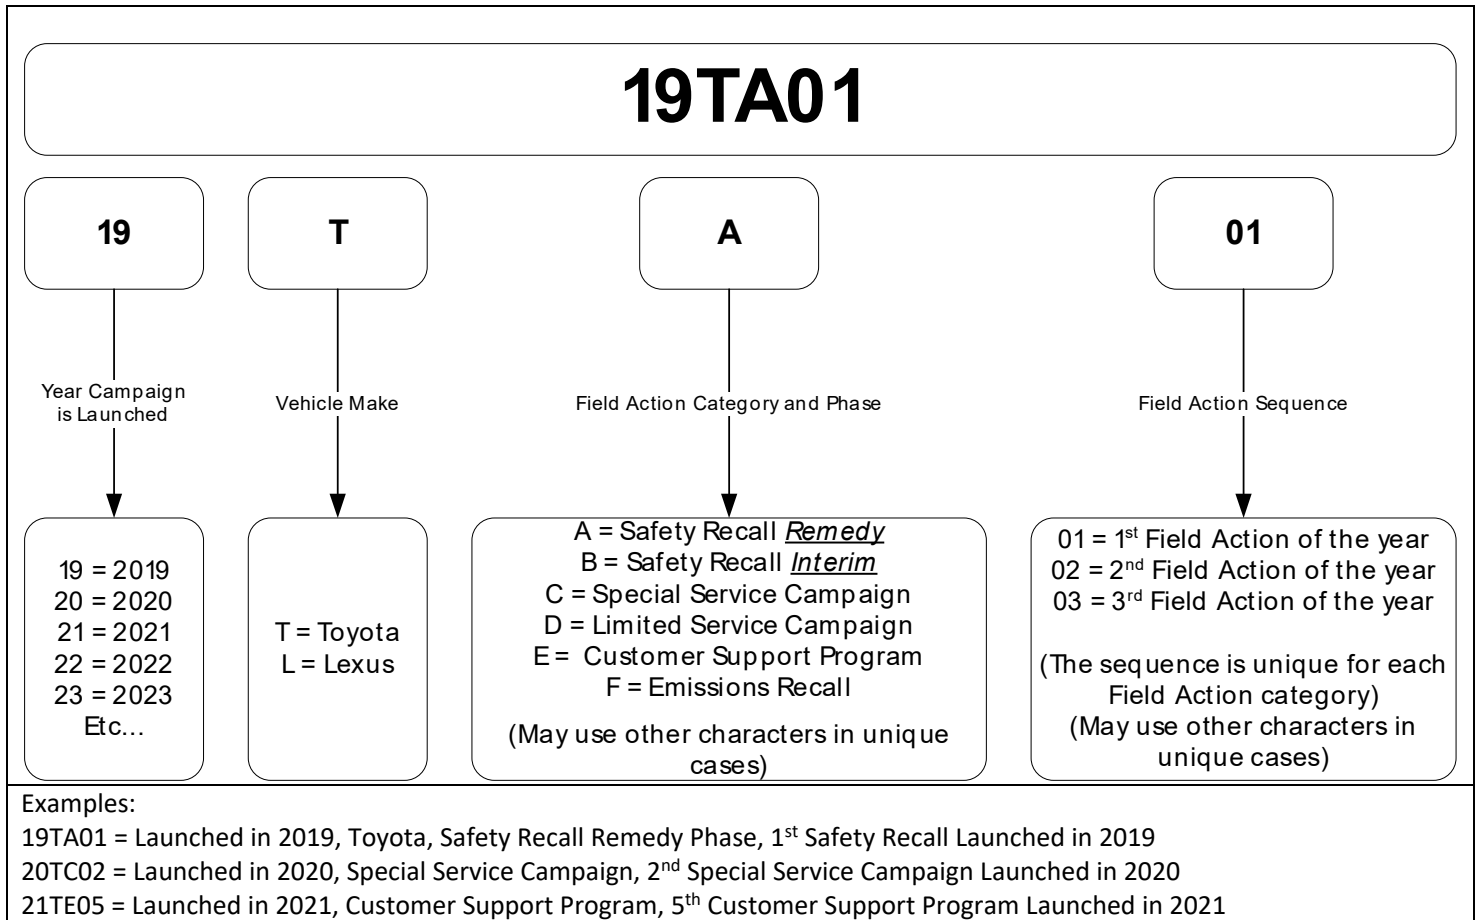 19TA01
19
T
A
01
Year Campaign
is Launched
Vehicle Make
Field Action Category and Phase
Field Action Sequence
19 = 2019
20 = 2020
21 = 2021
22 = 2022
23 = 2023
Etc...
T = Toyota
L = Lexus
A = Safety Recall Remedy
B = Safety Recall Interim
C = Special Service Campaign
D = Limited Service Campaign
E = Customer Support Program
F = Emissions Recall
(May use other characters in unique
cases)
01 = 1st Field Action of the year
02 = 2nd Field Action of the year
03 = 3rd Field Action of the year
(The sequence is unique for each
Field Action category)
(May use other characters in
unique cases)
Examples:
19TA01 = Launched in 2019, Toyota, Safety Recall Remedy Phase, 1st Safety Recall Launched in 2019
20TC02 = Launched in 2020, Special Service Campaign, 2nd Special Service Campaign Launched in 2020
21TE05 = Launched in 2021, Customer Support Program, 5th Customer Support Program Launched in 2021